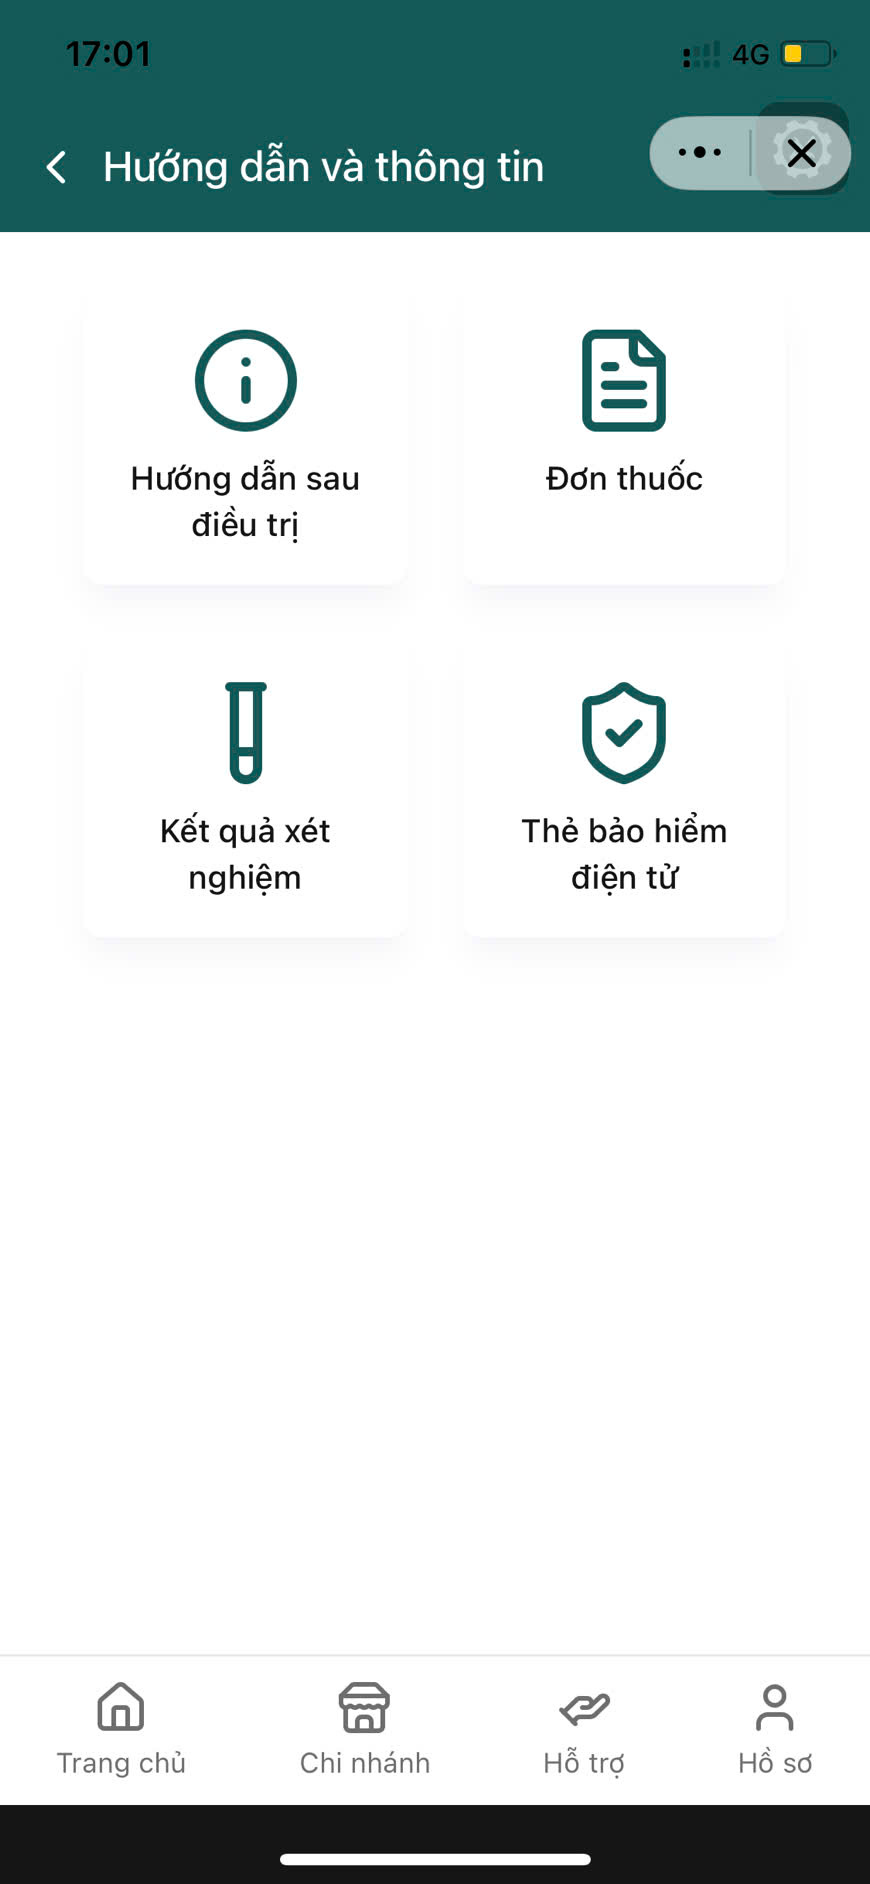 17:01
4G
Hướng dẫn và thông tin
Hướng dẫn sau
điều trị
Đơn thuốc
Kết quả xét
nghiệm
Thẻ bảo hiểm
điện tử
Trang chủ
Chi nhánh
Hỗ trợ
Hồ sơ